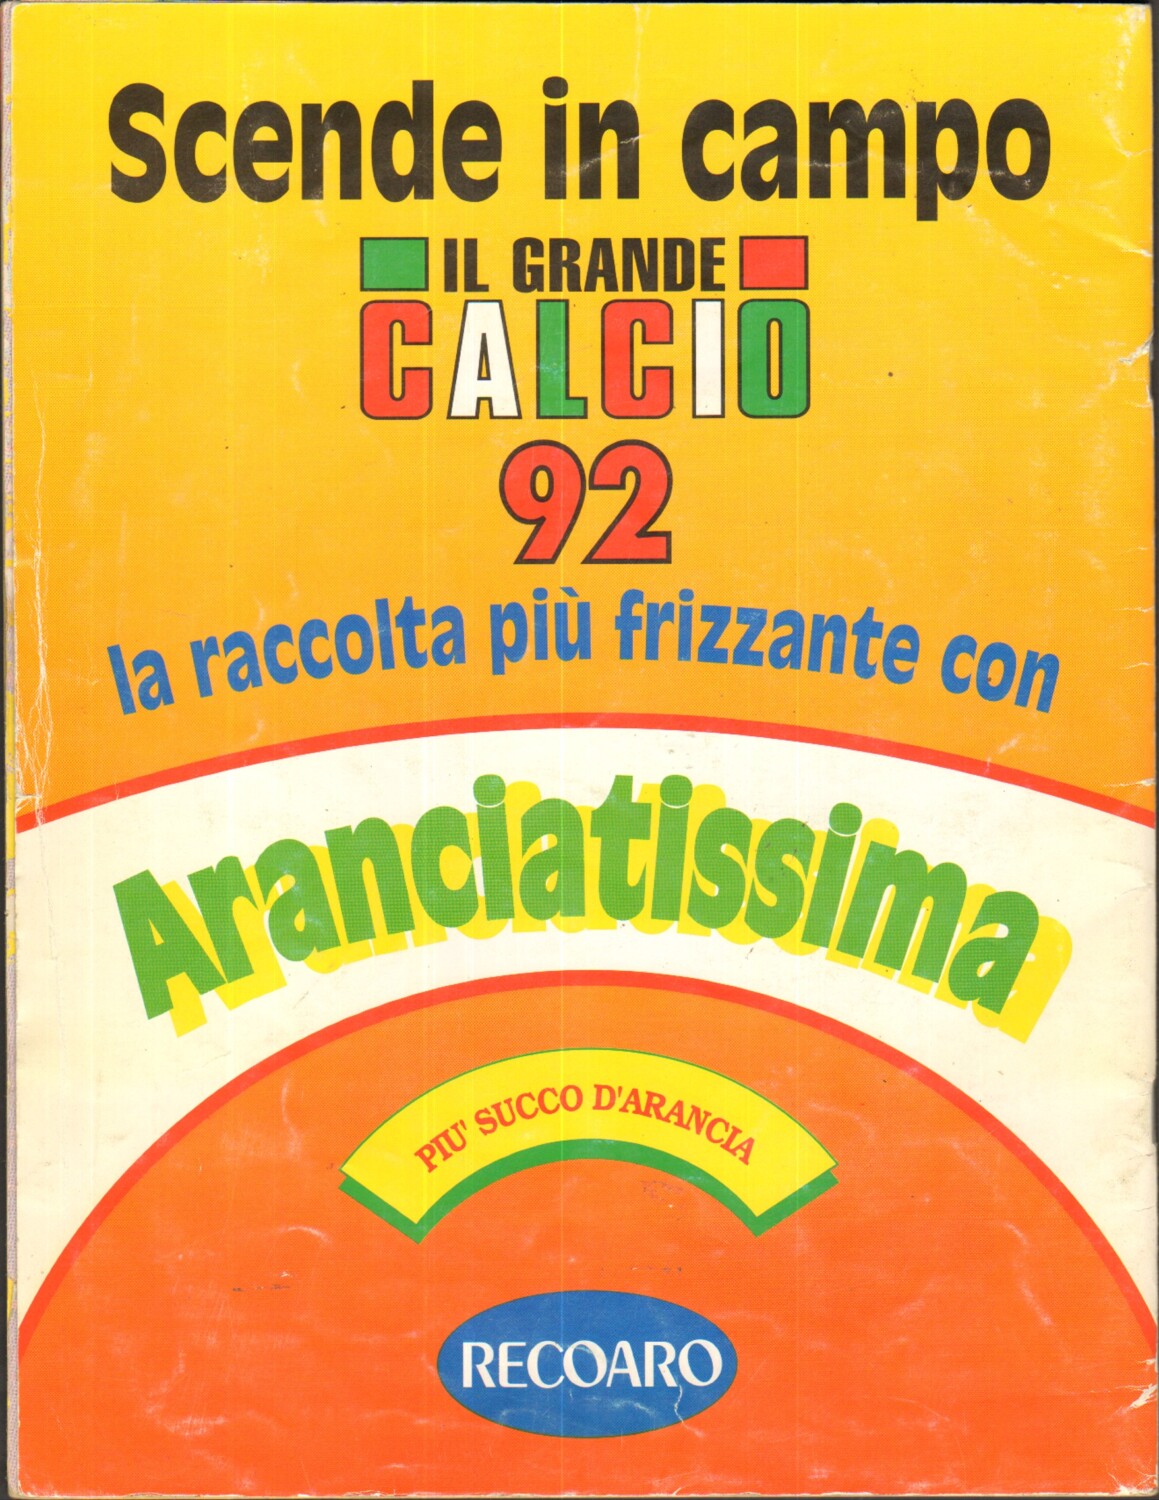 Scende in campo
IL GRANDE
CALCIO
92
la raccolta più frizzante con
Aranciatissima
PIU' SUCCO D'ARANCIA
RECOARO